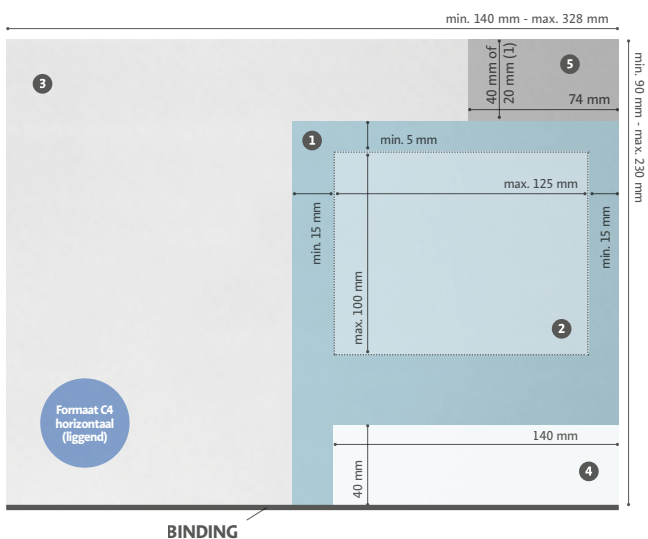 min. 140 mm - max. 328 mm
3
40 mm of
20 mm (1)
5
74 mm
min. 90 mm - max. 230 mm
1
min. 5 mm
max. 125 mm
min. 15 mm
min. 15 mm
max. 100 mm
2
Formaat C4
horizontaal
(liggend)
140 mm
40 mm
4
BINDING